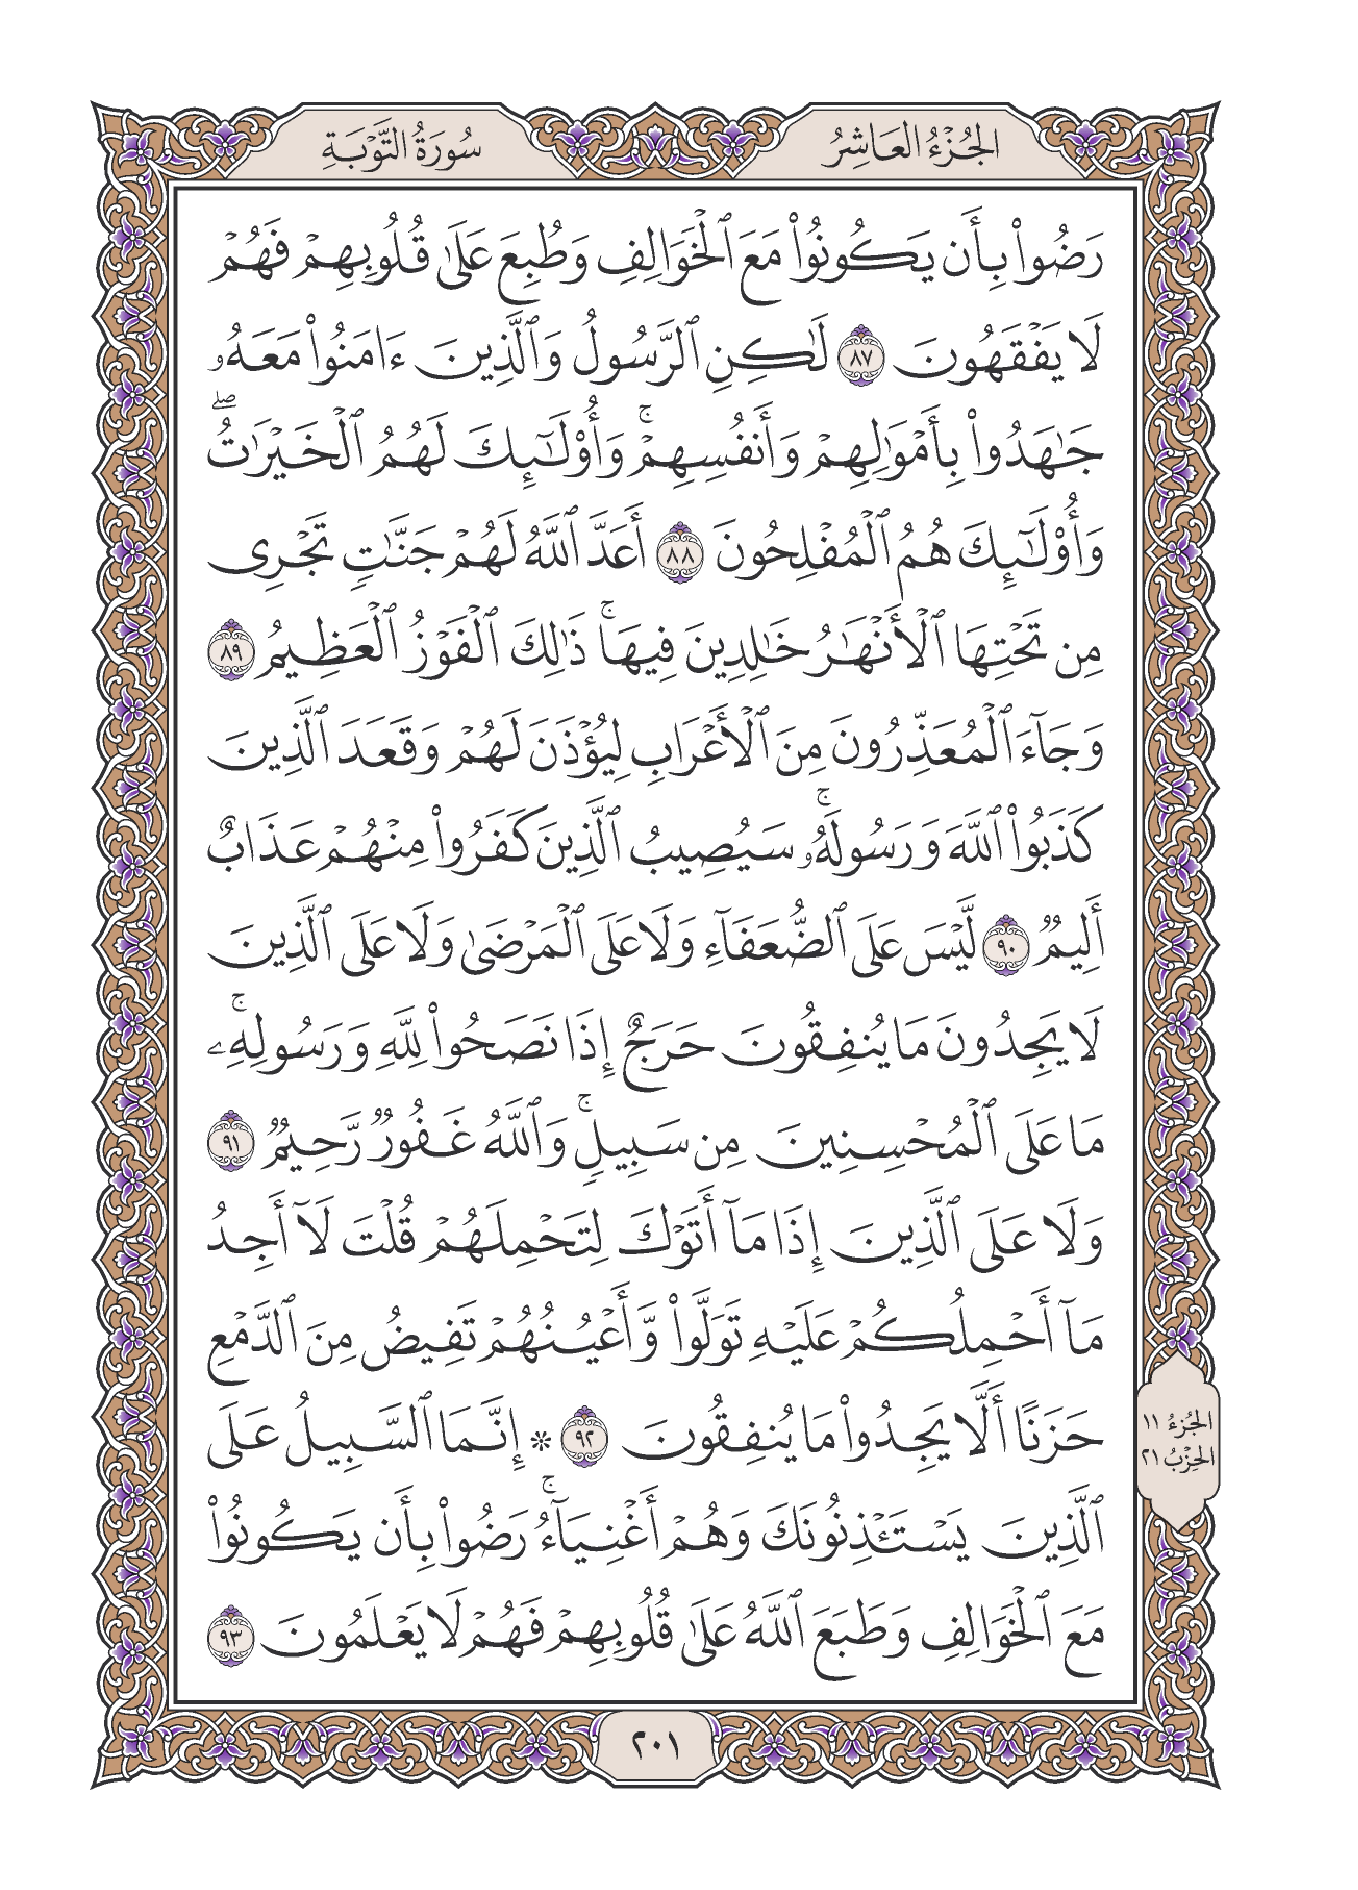 الجُزْءُ العَاشِرُ
سُورَةُ التَّوْبَةِ
رَضُوا۟ بِأَن يَكُونُوا۟ مَعَ ٱلْخَوَالِفِ وَطُبِعَ عَلَىٰ قُلُوبِهِمْ فَهُمْ
لَا يَفْقَهُونَ ٨٧ لَٰكِنِ ٱلرَّسُولُ وَٱلَّذِينَ ءَامَنُوا۟ مَعَهُۥ
جَٰهَدُوا۟ بِأَمْوَٰلِهِمْ وَأَنفُسِهِمْ ۚ وَأُو۟لَٰٓئِكَ لَهُمُ ٱلْخَيْرَٰتُ ۖ
وَأُو۟لَٰٓئِكَ هُمُ ٱلْمُفْلِحُونَ ٨٨ أَعَدَّ ٱللَّهُ لَهُمْ جَنَّٰتٍ تَجْرِى
مِن تَحْتِهَا ٱلْأَنْهَٰرُ خَٰلِدِينَ فِيهَا ۚ ذَٰلِكَ ٱلْفَوْزُ ٱلْعَظِيمُ ٨٩
وَجَآءَ ٱلْمُعَذِّرُونَ مِنَ ٱلْأَعْرَابِ لِيُؤْذَنَ لَهُمْ وَقَعَدَ ٱلَّذِينَ
كَذَبُوا۟ ٱللَّهَ وَرَسُولَهُۥ ۚ سَيُصِيبُ ٱلَّذِينَ كَفَرُوا۟ مِنْهُمْ عَذَابٌ
أَلِيمٌ ٩٠ لَّيْسَ عَلَى ٱلضُّعَفَآءِ وَلَا عَلَى ٱلْمَرْضَىٰ وَلَا عَلَى ٱلَّذِينَ
لَا يَجِدُونَ مَا يُنفِقُونَ حَرَجٌ إِذَا نَصَحُوا۟ لِلَّهِ وَرَسُولِهِۦ ۚ
مَا عَلَى ٱلْمُحْسِنِينَ مِن سَبِيلٍ ۚ وَٱللَّهُ غَفُورٌ رَّحِيمٌ ٩١
وَلَا عَلَى ٱلَّذِينَ إِذَا مَآ أَتَوْكَ لِتَحْمِلَهُمْ قُلْتَ لَآ أَجِدُ
مَآ أَحْمِلُكُمْ عَلَيْهِ تَوَلَّوا۟ وَّأَعْيُنُهُمْ تَفِيضُ مِنَ ٱلدَّمْعِ
حَزَنًا أَلَّا يَجِدُوا۟ مَا يُنفِقُونَ ٩٢ ۞ إِنَّمَا ٱلسَّبِيلُ عَلَى
ٱلَّذِينَ يَسْتَـْٔذِنُونَكَ وَهُمْ أَغْنِيَآءُ ۚ رَضُوا۟ بِأَن يَكُونُوا۟
مَعَ ٱلْخَوَالِفِ وَطَبَعَ ٱللَّهُ عَلَىٰ قُلُوبِهِمْ فَهُمْ لَا يَعْلَمُونَ ٩٣
الجُزْءُ ١١
الحِزْبُ ٢١
٢٠١